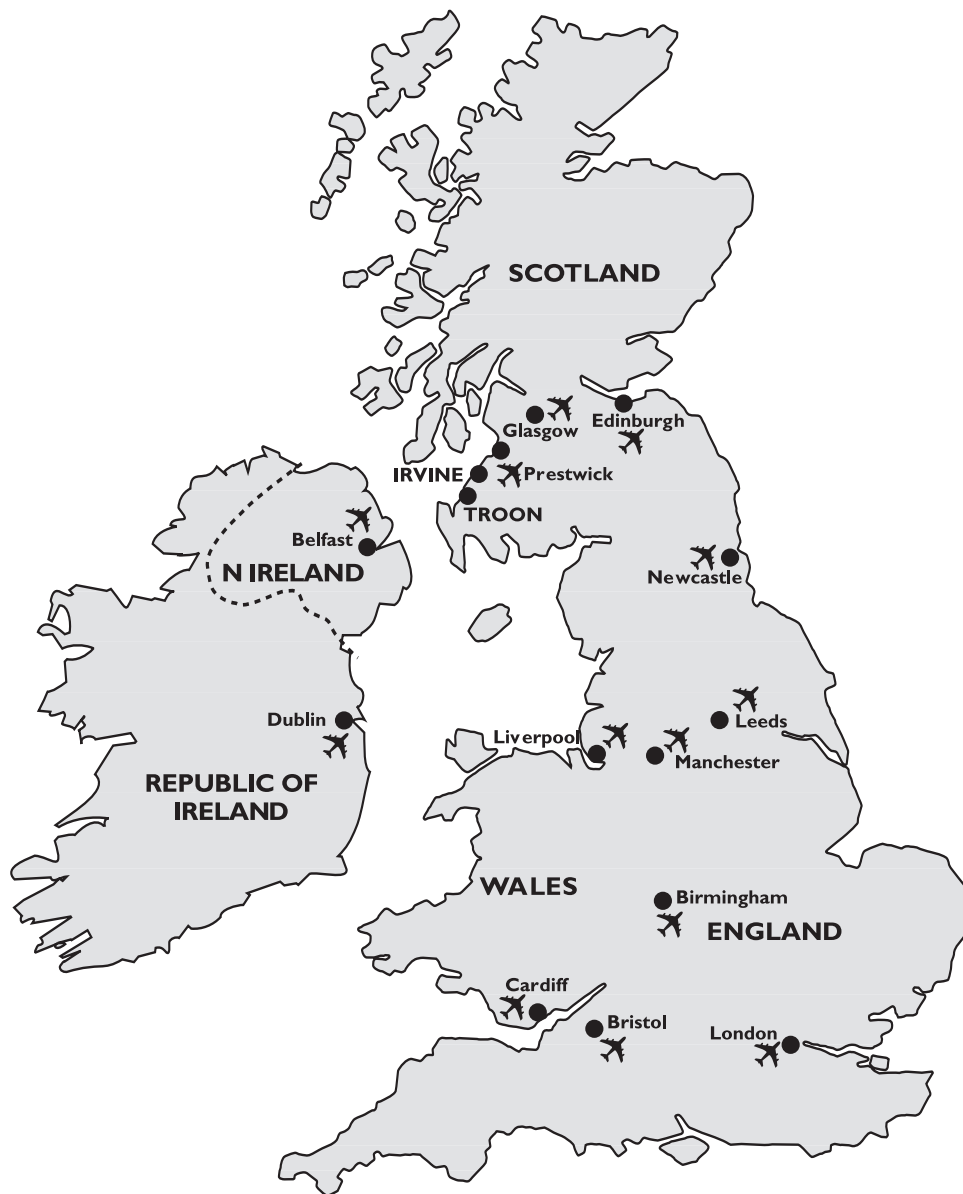 SCOTLAND
Glasgow
Edinburgh
IRVINE
Prestwick
TROON
Belfast
N IRELAND
Newcastle
Dublin
Liverpool
Leeds
Manchester
REPUBLIC OF
IRELAND
WALES
Birmingham
ENGLAND
Cardiff
Bristol
London